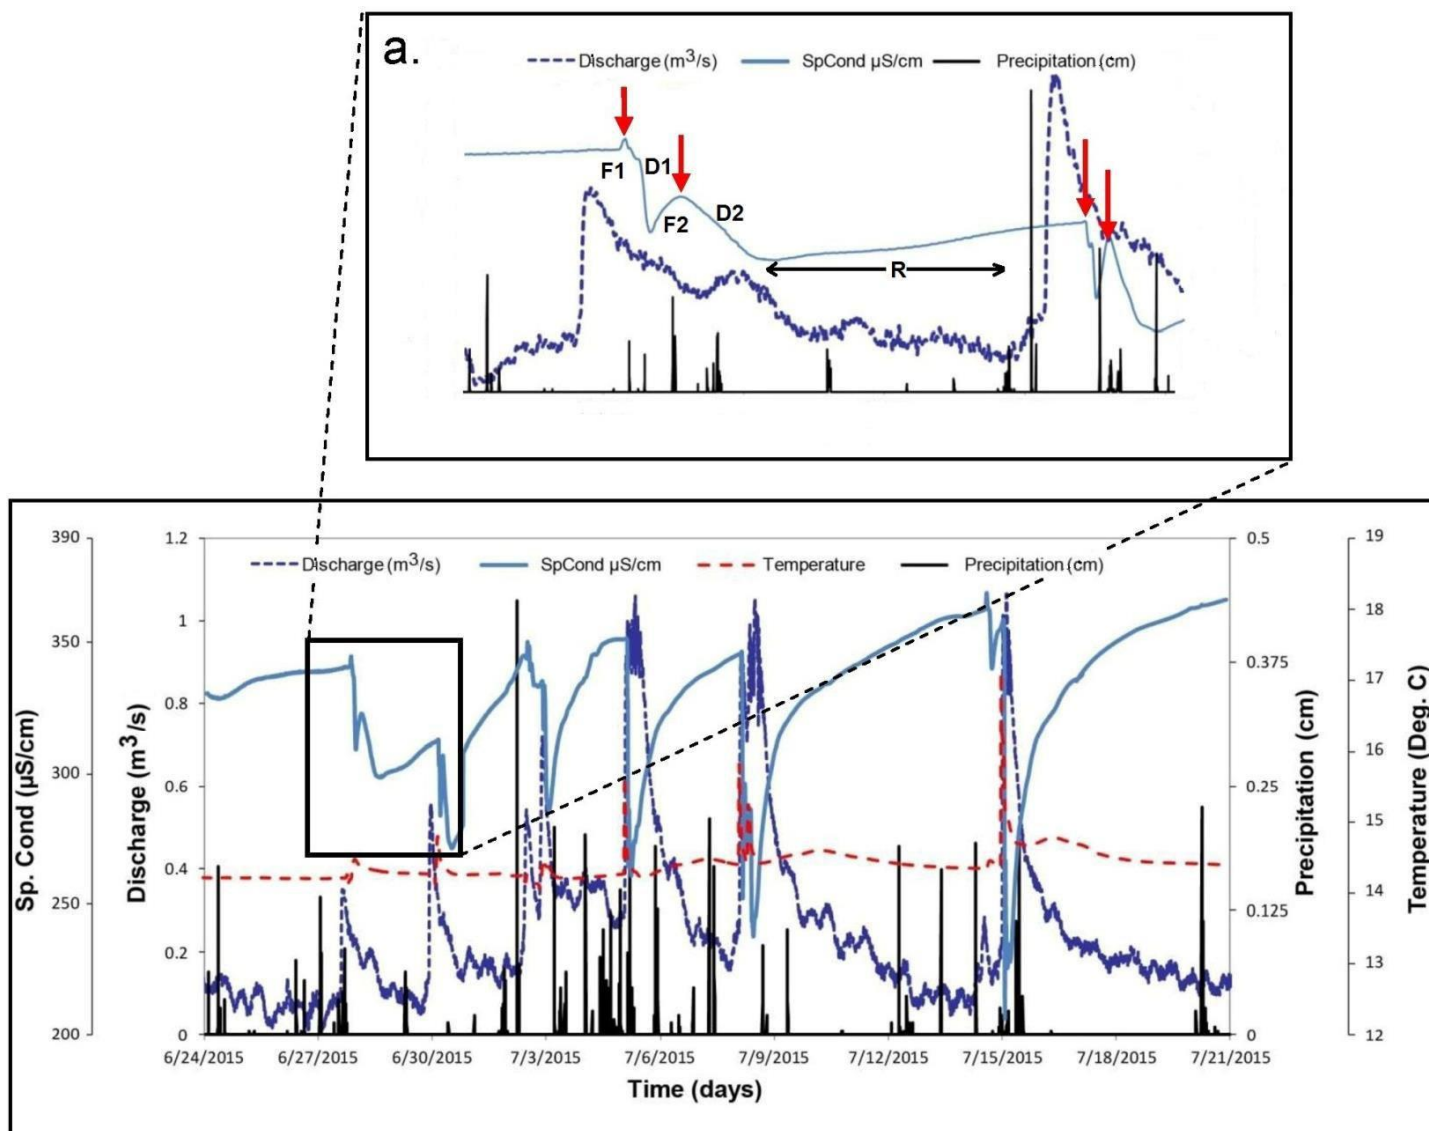 a.
Discharge (m³/s) SpCond µS/cm Precipitation (cm)
F1 D1
F2 D2
R
390 1.2 0.5 19
Discharge (m³/s) SpCond µS/cm Temperature Precipitation (cm)
350 1 0.375 18
0.8 17
300 0.6 0.25 16
15
250 0.4 0.125 14
0.2 13
200 0 0 12
Sp. Cond (µS/cm)
Discharge (m³/s)
Precipitation (cm)
Temperature (Deg. C)
6/24/2015 6/27/2015 6/30/2015 7/3/2015 7/6/2015 7/9/2015 7/12/2015 7/15/2015 7/18/2015 7/21/2015
Time (days)